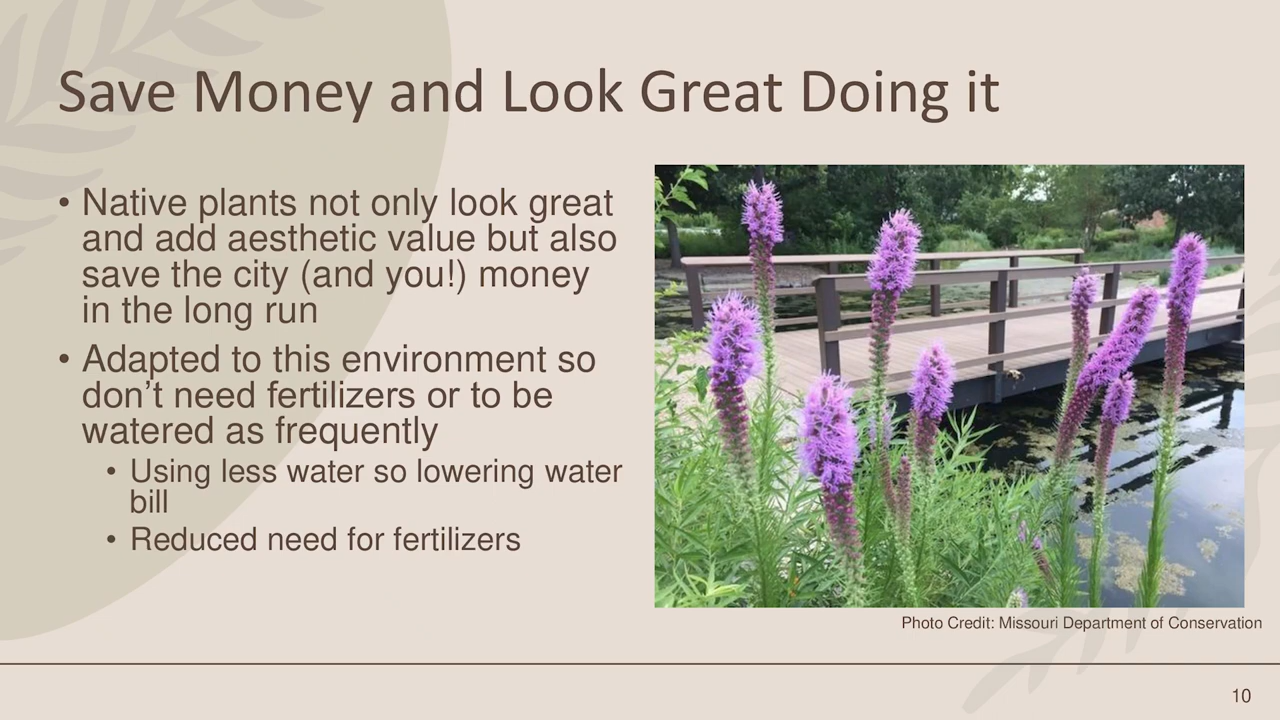 Save Money and Look Great Doing it
• Native plants not only look great
and add aesthetic value but also
save the city (and you!) money
in the long run
• Adapted to this environment so
don’t need fertilizers or to be
watered as frequently
• Using less water so lowering water
bill
• Reduced need for fertilizers
Photo Credit: Missouri Department of Conservation
10